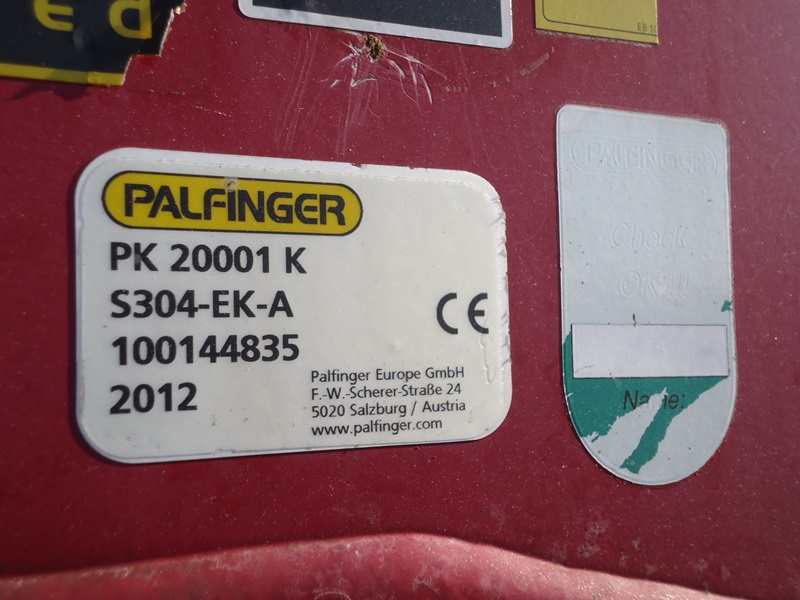 PALFINGER
PK 20001 K
S304-EK-A
100144835
2012
CE
Palfinger Europe GmbH
F.-W.-Scherer-Straße 24
5020 Salzburg / Austria
www.palfinger.com
PALFINGER
Check
OK!!!
Name: